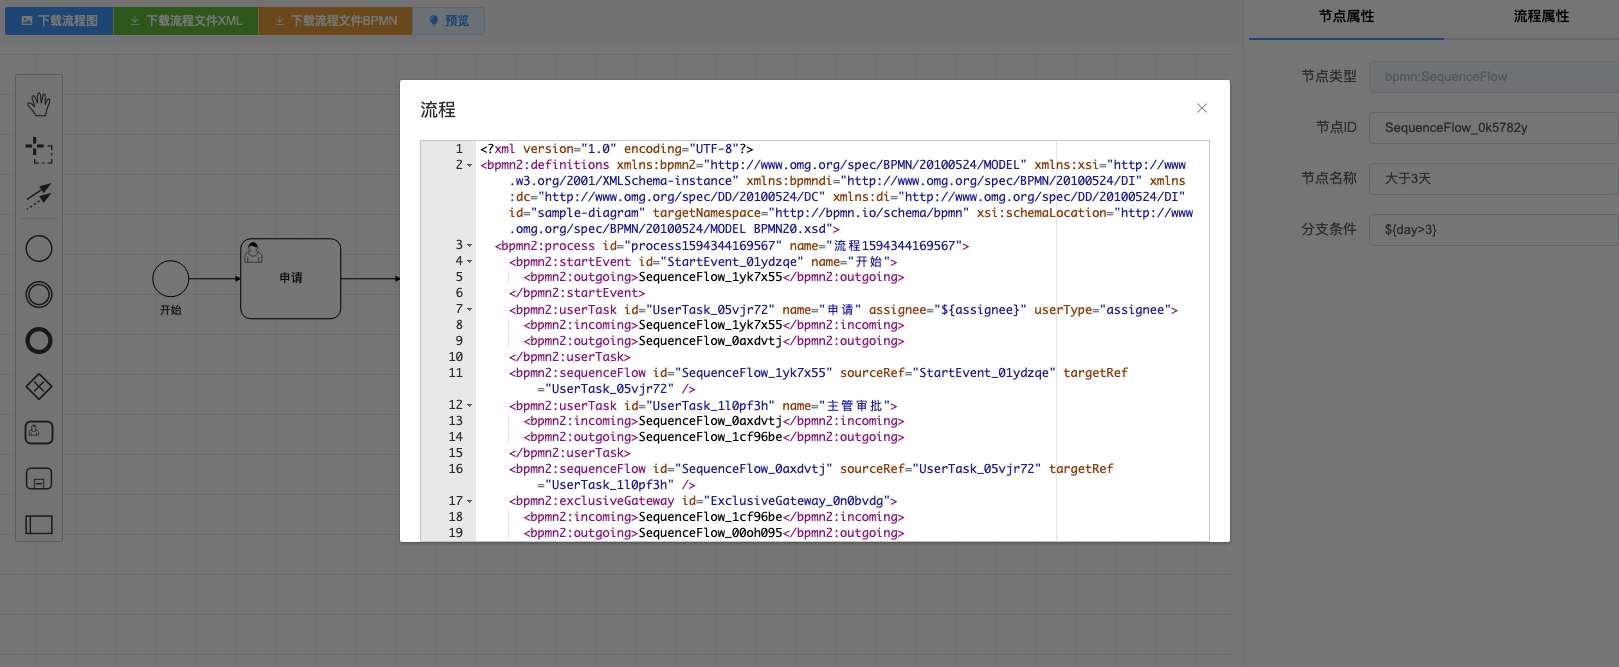 下载流程图
下载流程文件XML
下载流程文件BPMN
预览
节点属性
流程属性
节点类型
bpmn:SequenceFlow
节点ID
SequenceFlow_0k5782y
节点名称
大于3天
分支条件
${day>3}
开始
申请
流程
1 <?xml version="1.0" encoding="UTF-8"?>
2 <bpmn2:definitions xmlns:bpmn2="http://www.omg.org/spec/BPMN/20100524/MODEL" xmlns:xsi="http://www
.w3.org/2001/XMLSchema-instance" xmlns:bpmndi="http://www.omg.org/spec/BPMN/20100524/DI" xmlns
:dc="http://www.omg.org/spec/DD/20100524/DC" xmlns:di="http://www.omg.org/spec/DD/20100524/DI"
id="sample-diagram" targetNamespace="http://bpmn.io/schema/bpmn" xsi:schemaLocation="http://www
.omg.org/spec/BPMN/20100524/MODEL BPMN20.xsd">
3 <bpmn2:process id="process1594344169567" name="流程1594344169567">
4 <bpmn2:startEvent id="StartEvent_01ydzqe" name="开始">
5 <bpmn2:outgoing>SequenceFlow_1yk7x55</bpmn2:outgoing>
6 </bpmn2:startEvent>
7 <bpmn2:userTask id="UserTask_05vjr72" name="申请" assignee="${assignee}" userType="assignee">
8 <bpmn2:incoming>SequenceFlow_1yk7x55</bpmn2:incoming>
9 <bpmn2:outgoing>SequenceFlow_0axdvtj</bpmn2:outgoing>
10 </bpmn2:userTask>
11 <bpmn2:sequenceFlow id="SequenceFlow_1yk7x55" sourceRef="StartEvent_01ydzqe" targetRef
="UserTask_05vjr72" />
12 <bpmn2:userTask id="UserTask_1l0pf3h" name="主管审批">
13 <bpmn2:incoming>SequenceFlow_0axdvtj</bpmn2:incoming>
14 <bpmn2:outgoing>SequenceFlow_1cf96be</bpmn2:outgoing>
15 </bpmn2:userTask>
16 <bpmn2:sequenceFlow id="SequenceFlow_0axdvtj" sourceRef="UserTask_05vjr72" targetRef
="UserTask_1l0pf3h" />
17 <bpmn2:exclusiveGateway id="ExclusiveGateway_0n0bvdg">
18 <bpmn2:incoming>SequenceFlow_1cf96be</bpmn2:incoming>
19 <bpmn2:outgoing>SequenceFlow_00oh095</bpmn2:outgoing>